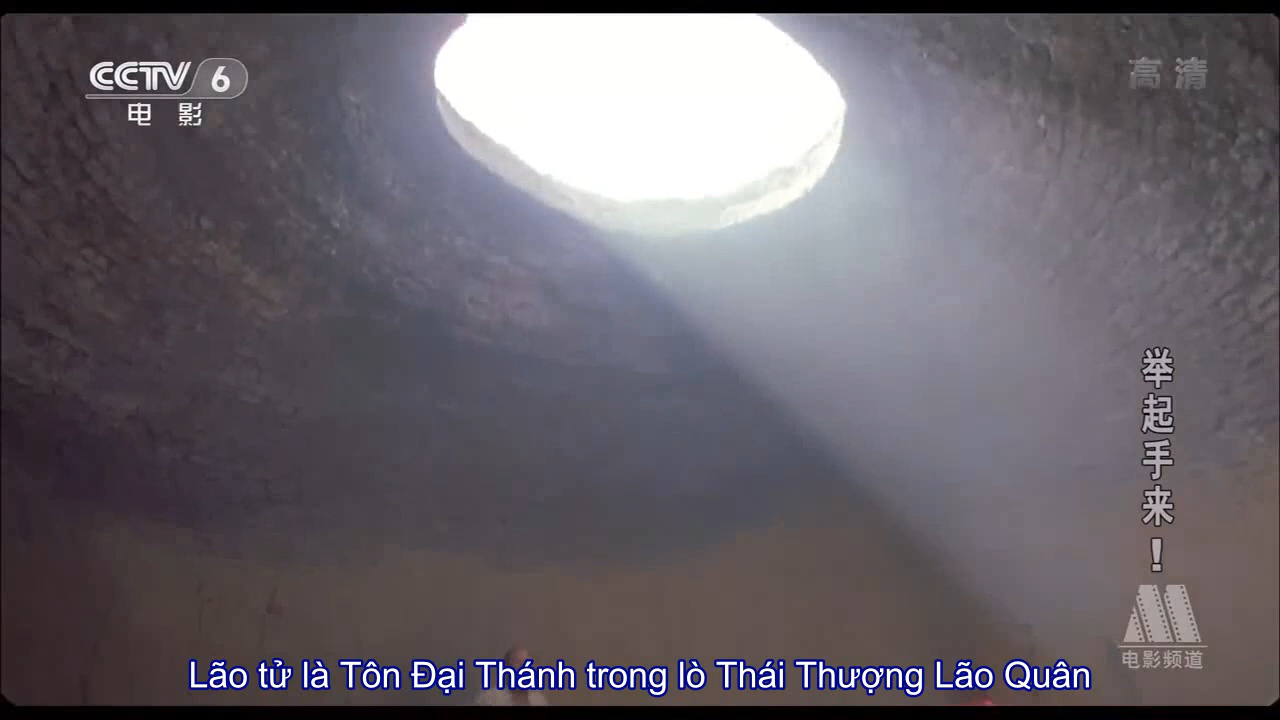 CCTV 6
电影
高清
举起手来!
电影频道
Lão tử là Tôn Đại Thánh trong lò Thái Thượng Lão Quân